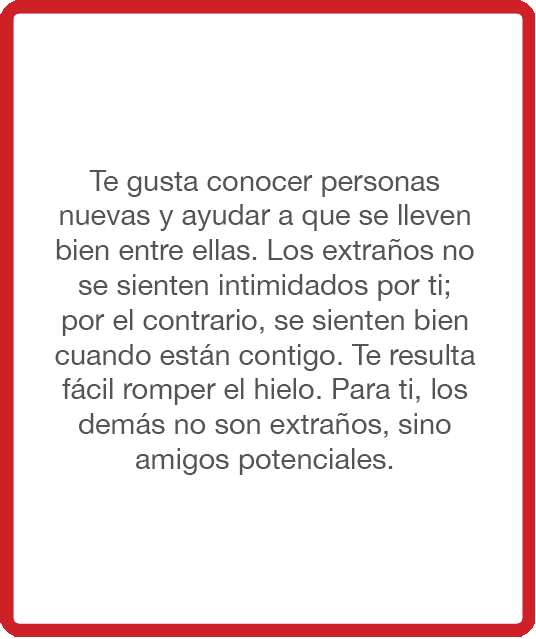 Te gusta conocer personas
nuevas y ayudar a que se lleven
bien entre ellas. Los extraños no
se sienten intimidados por ti;
por el contrario, se sienten bien
cuando están contigo. Te resulta
fácil romper el hielo. Para ti, los
demás no son extraños, sino
amigos potenciales.